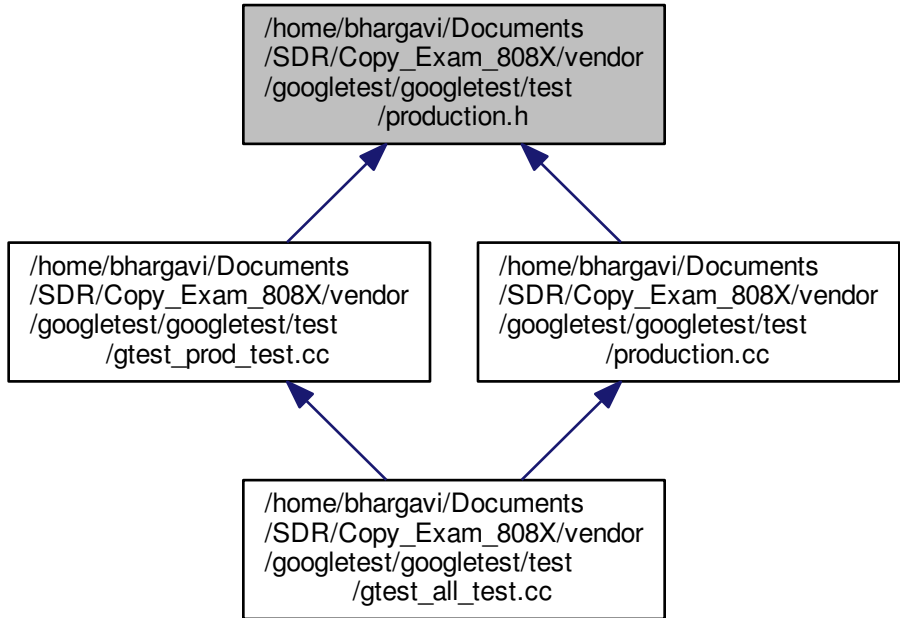 /home/bhargavi/Documents
/SDR/Copy_Exam_808X/vendor
/googletest/googletest/test
/production.h
/home/bhargavi/Documents
/SDR/Copy_Exam_808X/vendor
/googletest/googletest/test
/gtest_prod_test.cc
/home/bhargavi/Documents
/SDR/Copy_Exam_808X/vendor
/googletest/googletest/test
/production.cc
/home/bhargavi/Documents
/SDR/Copy_Exam_808X/vendor
/googletest/googletest/test
/gtest_all_test.cc